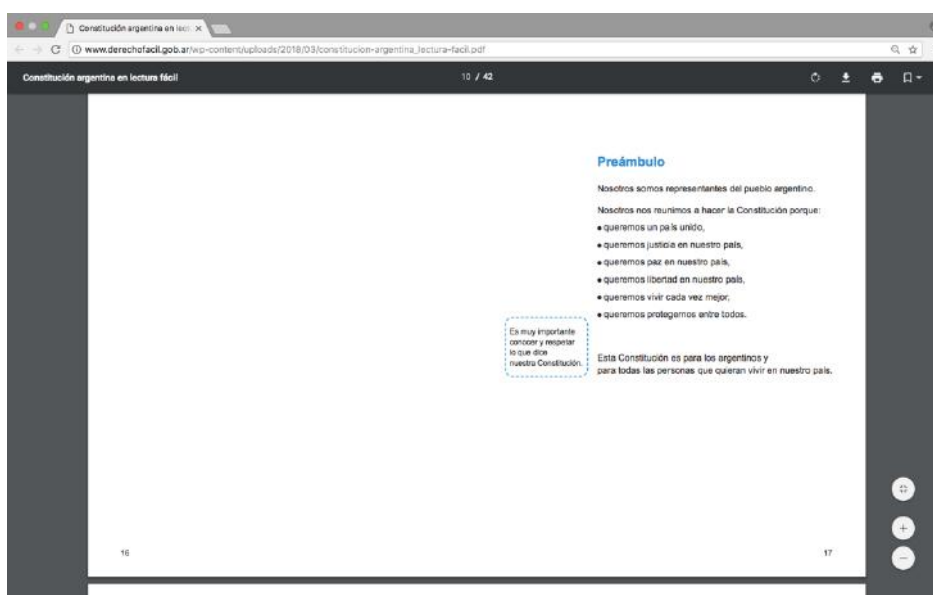 Constitución argentina en lect
www.derechofacil.gob.ar/wp-content/uploads/2018/03/constitucion-argentina_lectura-facil.pdf
Constitución argentina en lectura fácil
10 / 42
Preámbulo
Nosotros somos representantes del pueblo argentino.
Nosotros nos reunimos a hacer la Constitución porque:
• queremos un país unido,
• queremos justicia en nuestro país,
• queremos paz en nuestro país,
• queremos libertad en nuestro país,
• queremos vivir cada vez mejor,
• queremos protegernos entre todos.
Es muy importante
conocer y respetar
lo que dice
nuestra Constitución.
Esta Constitución es para los argentinos y
para todas las personas que quieran vivir en nuestro país.
16
17